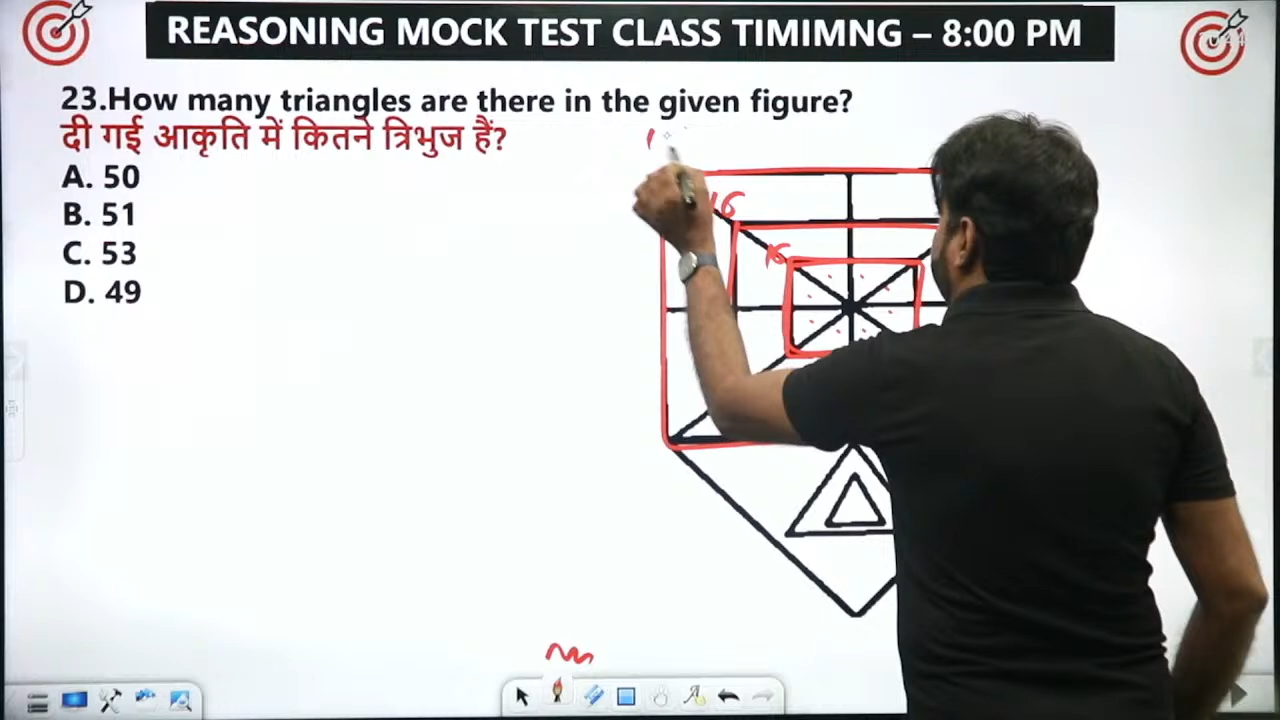 REASONING MOCK TEST CLASS TIMIMNG – 8:00 PM
23.How many triangles are there in the given figure?
दी गई आकृति में कितने त्रिभुज हैं?
A. 50
B. 51
C. 53
D. 49
16
16